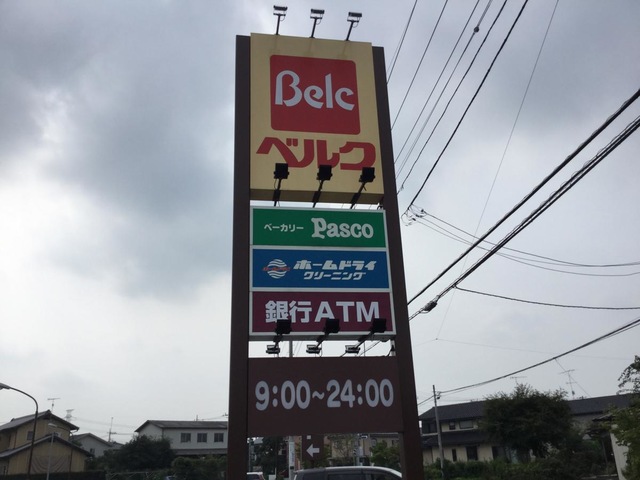 Belc
ベルク
ベーカリー Pasco
ホームドライ
クリーニング
銀行ATM
9:00~24:00